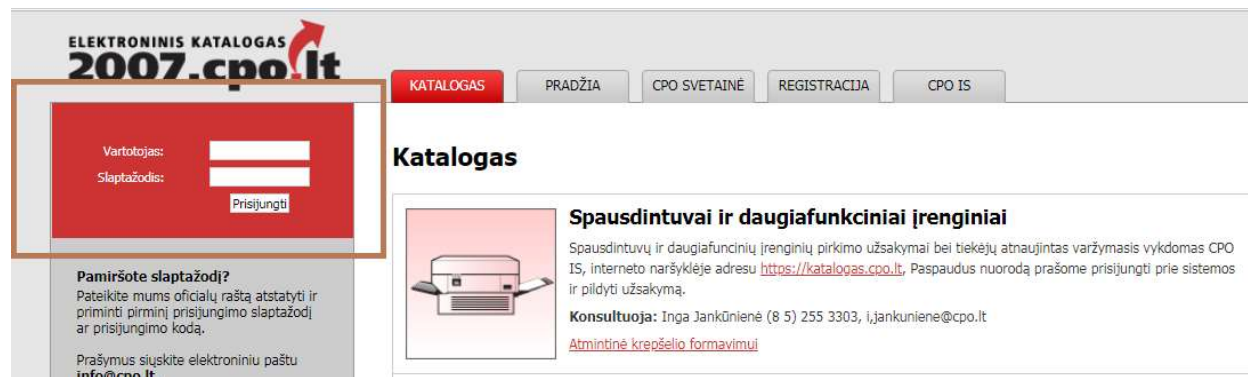 ELEKTRONINIS KATALOGAS
2007.cpo.lt
KATALOGAS PRADŽIA CPO SVETAINĖ REGISTRACIJA CPO IS
Vartotojas:
Slaptažodis:
Prisijungti
Pamiršote slaptažodį?
Pateikite mums oficialų raštą atstatyti ir
priminti pirminį prisijungimo slaptažodį
ar prisijungimo kodą.
Prašymus siųskite elektroniniu paštu
info@cpo.lt
Katalogas
Spausdintuvai ir daugiafunkciniai įrenginiai
Spausdintuvų ir daugiafuncinių įrenginių pirkimo užsakymai bei tiekėjų atnaujintas varžymasis vykdomas CPO
IS, interneto naršyklėje adresu https://katalogas.cpo.lt, Paspaudus nuorodą prašome prisijungti prie sistemos
ir pildyti užsakymą.
Konsultuoja: Inga Jankūnienė (8 5) 255 3303, i,jankuniene@cpo.lt
Atmintinė krepšelio formavimui